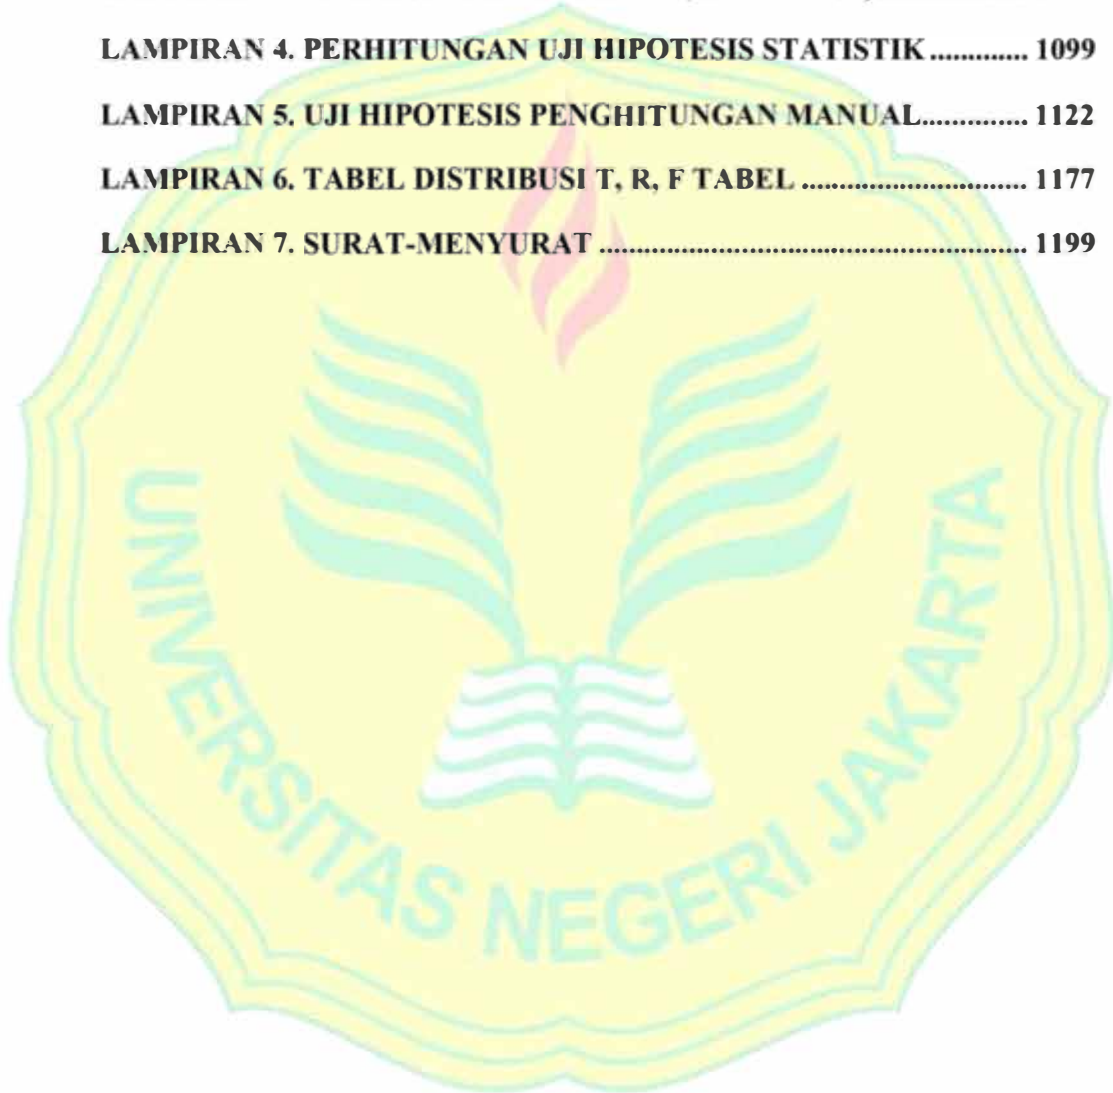 LAMPIRAN 4. PERHITUNGAN UJI HIPOTESIS STATISTIK ............. 1099
LAMPIRAN 5. UJI HIPOTESIS PENGHITUNGAN MANUAL.............. 1122
LAMPIRAN 6. TABEL DISTRIBUSI T, R, F TABEL .............................. 1177
LAMPIRAN 7. SURAT-MENYURAT ......................................................... 1199
UNIVERSITAS NEGERI JAKARTA